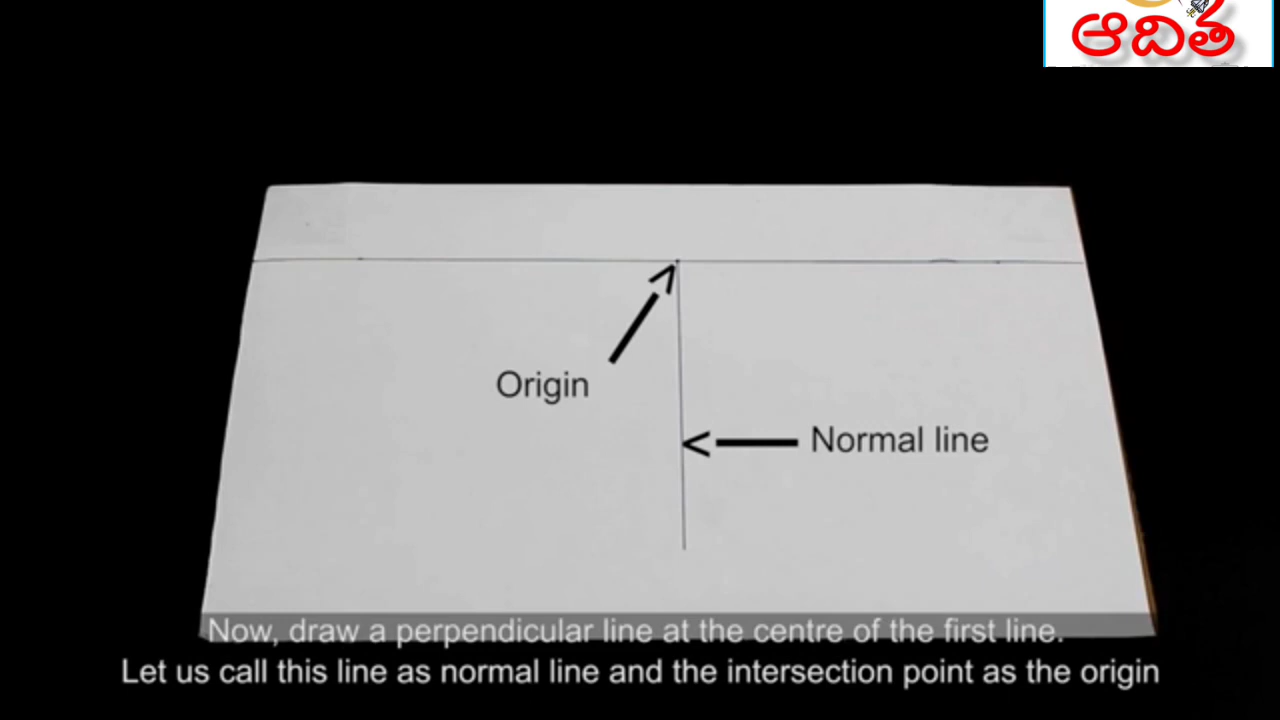 ಆದಿತ
Origin
Normal line
Now, draw a perpendicular line at the centre of the first line.
Let us call this line as normal line and the intersection point as the origin